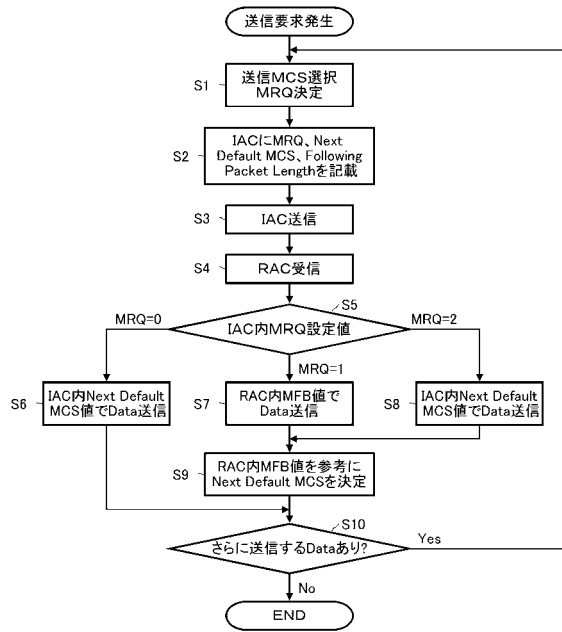 送信要求発生
S1
送信MCS選択
MRQ決定
S2
IACにMRQ、Next
Default MCS、Following
Packet Lengthを記載
S3
IAC送信
S4
RAC受信
S5
IAC内MRQ設定値
MRQ=0
MRQ=2
MRQ=1
S6
IAC内Next Default
MCS値でData送信
S7
RAC内MFB値で
Data送信
S8
IAC内Next Default
MCS値でData送信
S9
RAC内MFB値を参考に
Next Default MCSを決定
S10
さらに送信するDataあり?
Yes
No
END